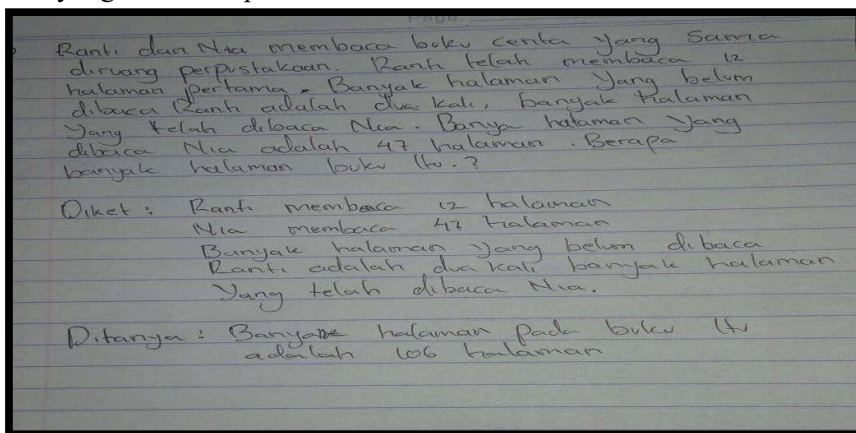 Ranti dan Nia membaca buku cerita yang sama
diruang perpustakaan. Ranti telah membaca 12
halaman pertama. Banyak halaman yang belum
dibaca Ranti adalah dua kali, banyak halaman
yang telah dibaca Nia. Banya halaman yang
dibaca Nia adalah 47 halaman. Berapa
banyak halaman buku itu.?
Diket : Ranti membaca 12 halaman
Nia membaca 47 halaman
Banyak halaman yang belum dibaca
Ranti adalah dua kali banyak halaman
yang telah dibaca Nia.
Ditanya : Banyak halaman pada buku itu
adalah 106 halaman